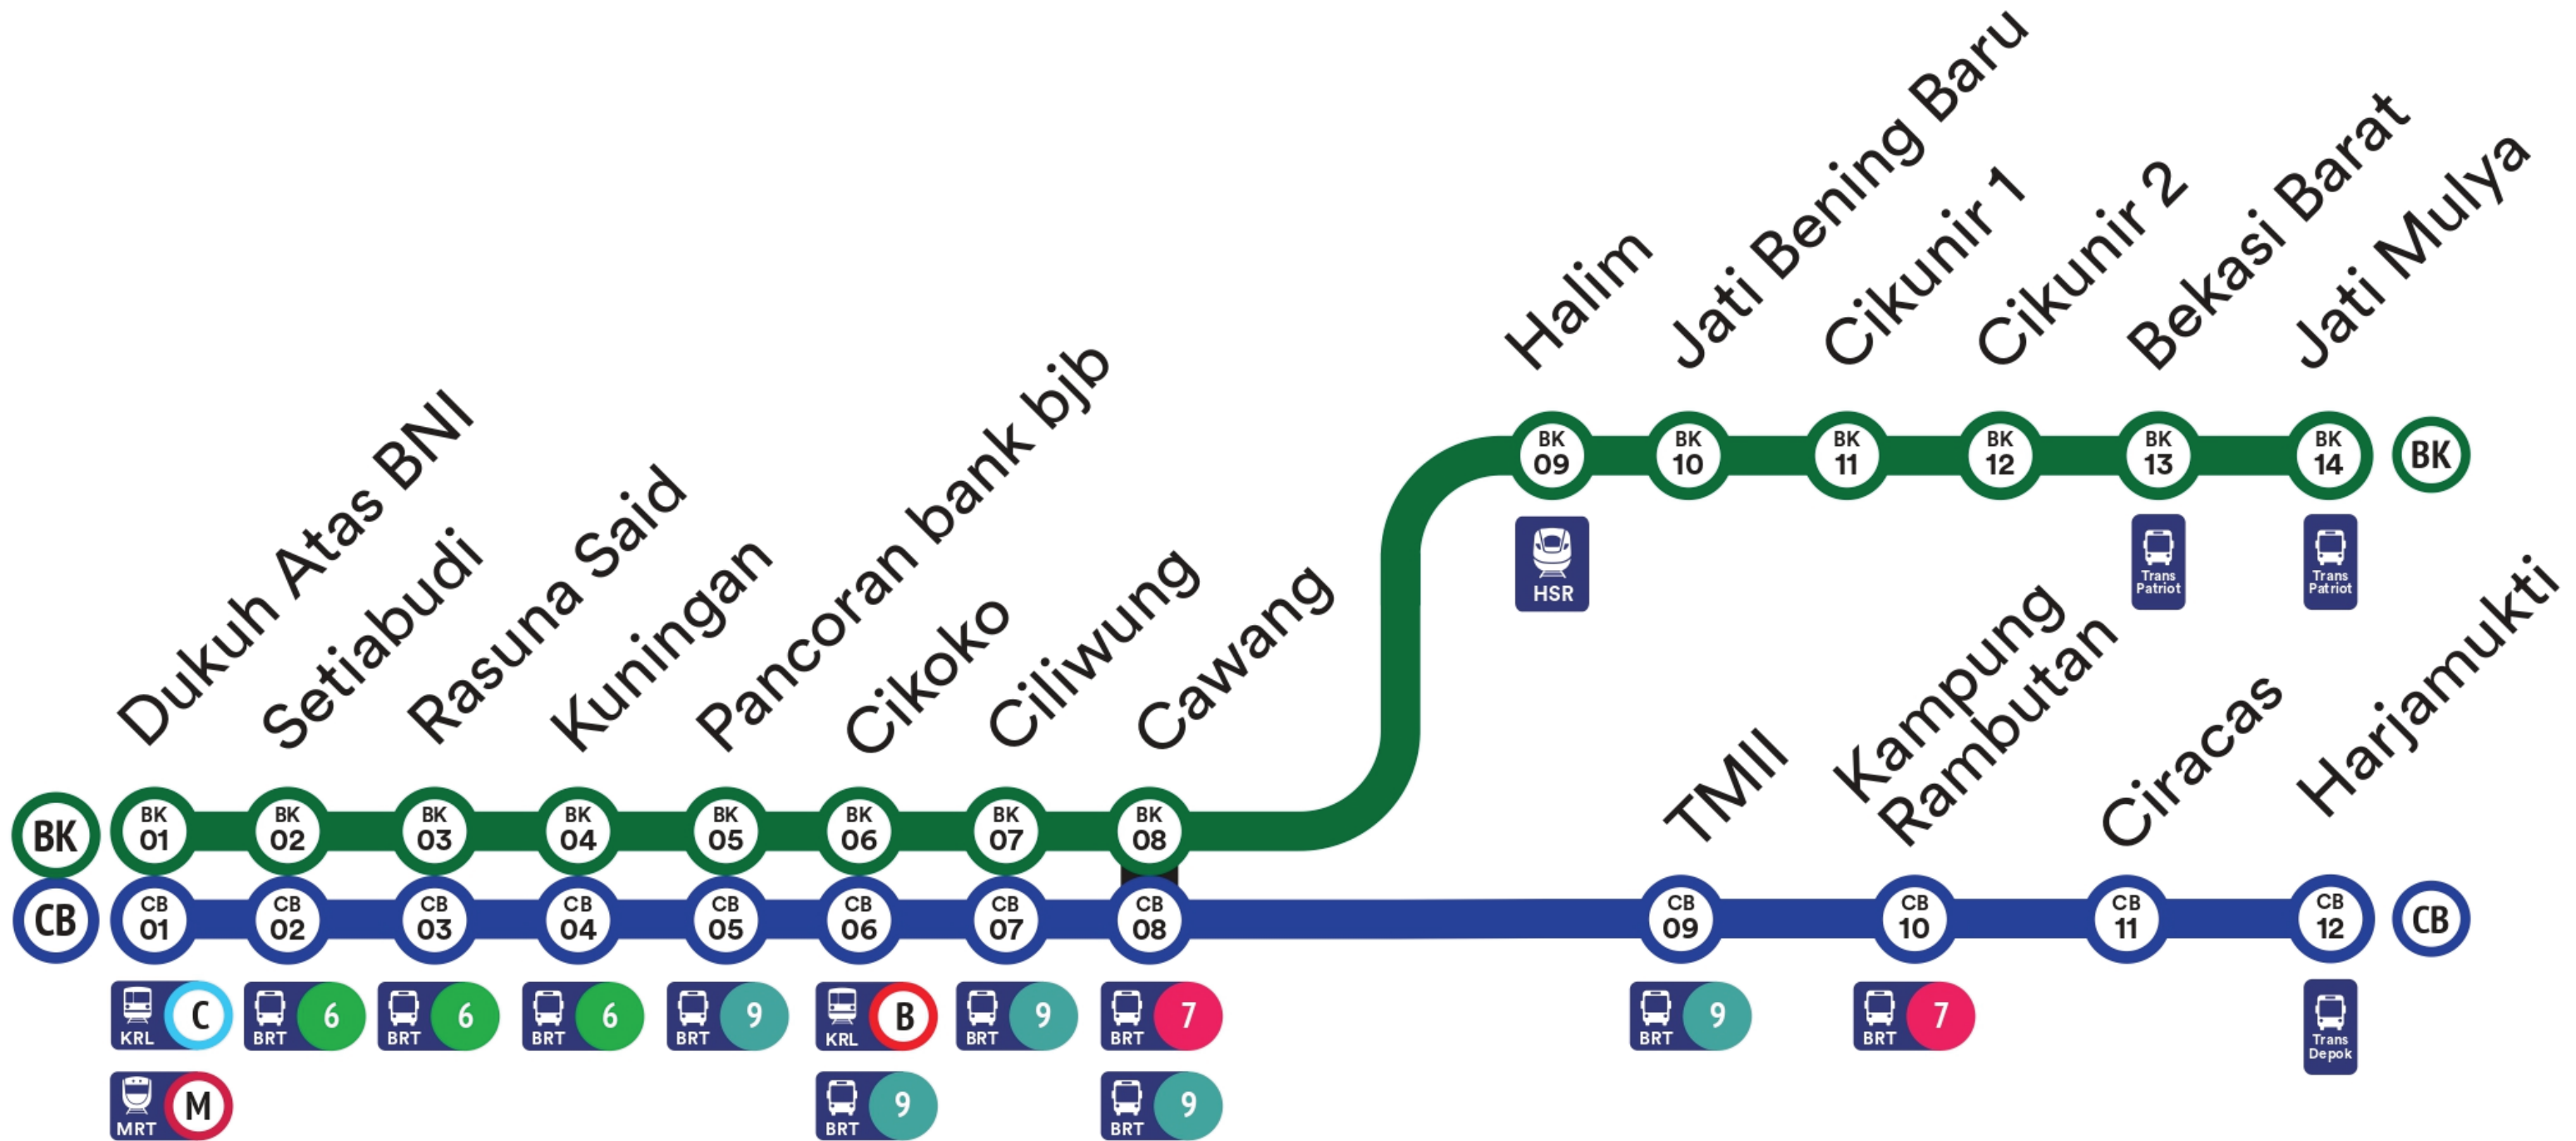 Dukuh Atas BNI
Setiabudi
Rasuna Said
Kuningan
Pancoran bank bjb
Cikoko
Ciliwung
Cawang
Halim
Jati Bening Baru
Cikunir 1
Cikunir 2
Bekasi Barat
Jati Mulya
BK
09
BK
10
BK
11
BK
12
BK
13
BK
14
BK
HSR
Trans
Patriot
Trans
Patriot
TMII
Kampung
Rambutan
Ciracas
Harjamukti
BK
BK
01
BK
02
BK
03
BK
04
BK
05
BK
06
BK
07
BK
08
CB
CB
01
CB
02
CB
03
CB
04
CB
05
CB
06
CB
07
CB
08
CB
09
CB
10
CB
11
CB
12
CB
KRL C
BRT 6
BRT 6
BRT 6
BRT 9
KRL B
BRT 9
BRT 7
BRT 9
BRT 7
Trans
Depok
MRT M
BRT 9
BRT 9